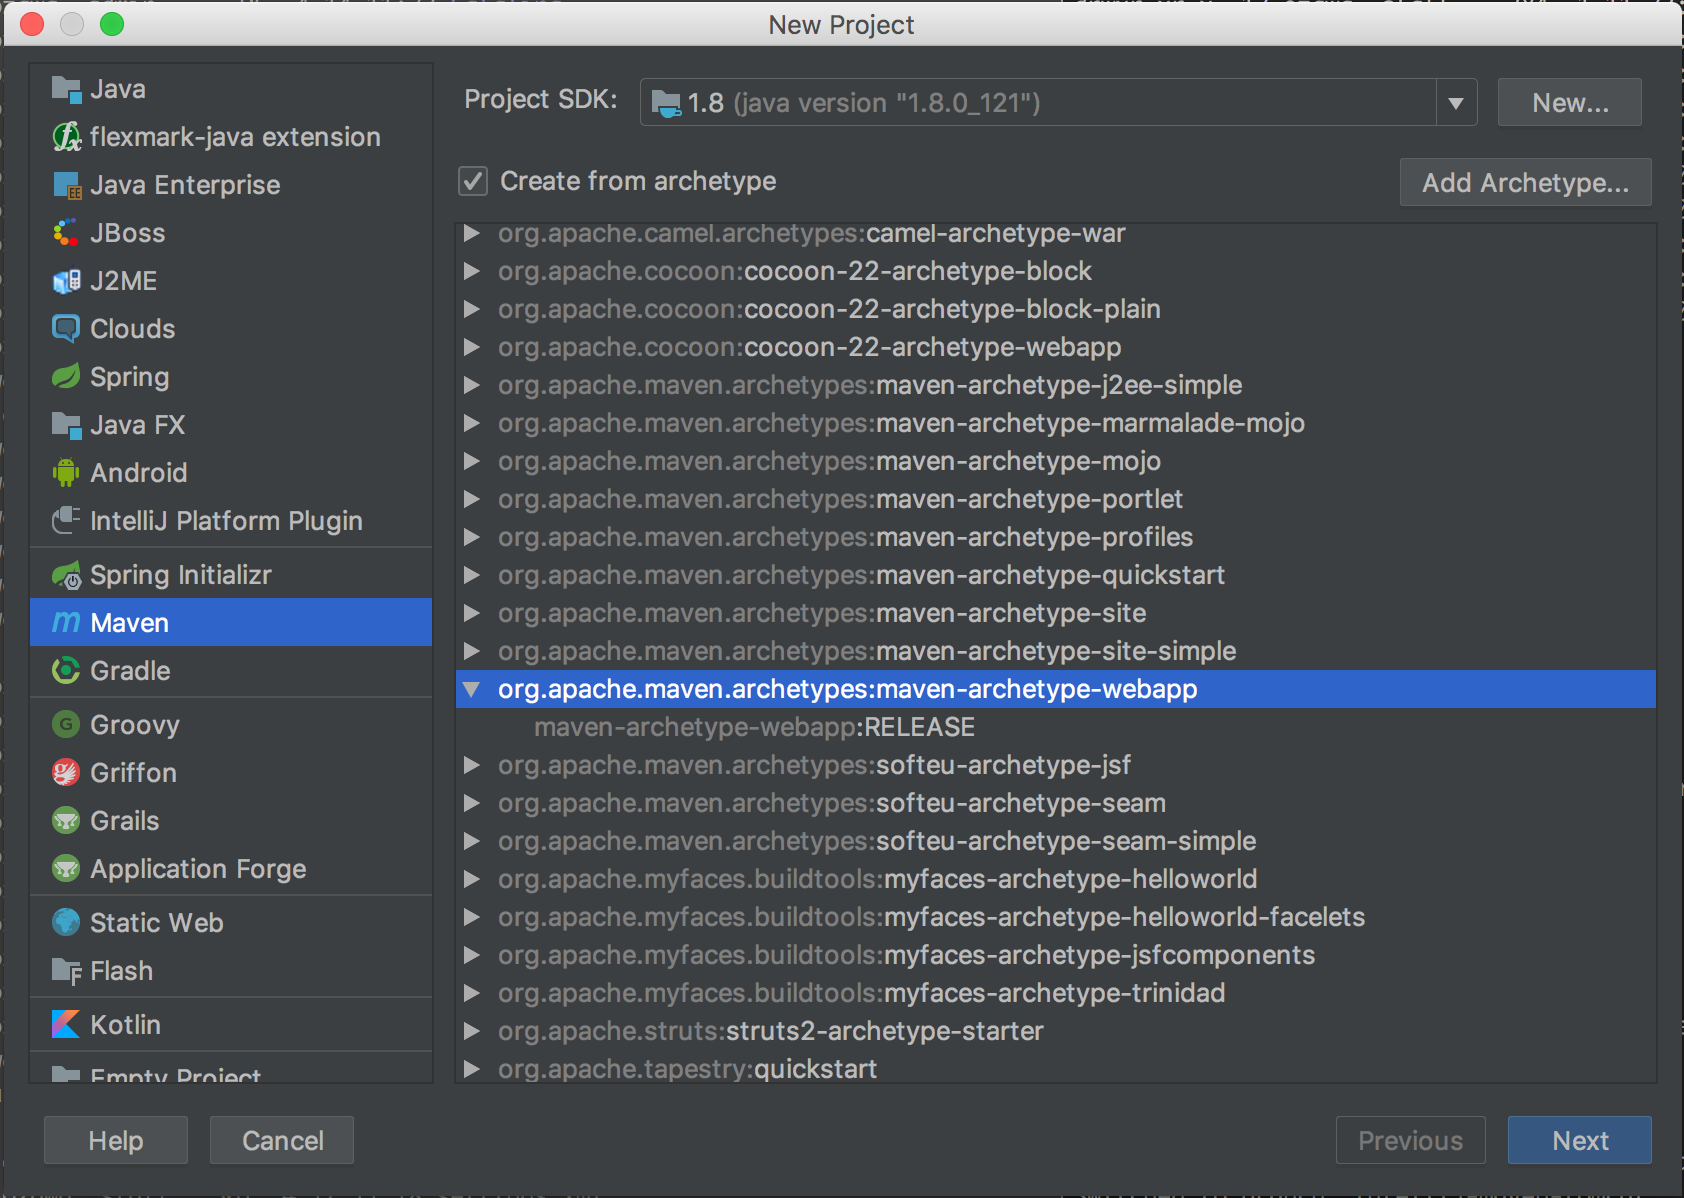 New Project
Java
flexmark-java extension
Java Enterprise
JBoss
J2ME
Clouds
Spring
Java FX
Android
IntelliJ Platform Plugin
Spring Initializr
Maven
Gradle
Groovy
Griffon
Grails
Application Forge
Static Web
Flash
Kotlin
Empty Project
Project SDK: 1.8 (java version "1.8.0_121") New...
Create from archetype Add Archetype...
org.apache.camel.archetypes:camel-archetype-war
org.apache.cocoon:cocoon-22-archetype-block
org.apache.cocoon:cocoon-22-archetype-block-plain
org.apache.cocoon:cocoon-22-archetype-webapp
org.apache.maven.archetypes:maven-archetype-j2ee-simple
org.apache.maven.archetypes:maven-archetype-marmalade-mojo
org.apache.maven.archetypes:maven-archetype-mojo
org.apache.maven.archetypes:maven-archetype-portlet
org.apache.maven.archetypes:maven-archetype-profiles
org.apache.maven.archetypes:maven-archetype-quickstart
org.apache.maven.archetypes:maven-archetype-site
org.apache.maven.archetypes:maven-archetype-site-simple
org.apache.maven.archetypes:maven-archetype-webapp
maven-archetype-webapp:RELEASE
org.apache.maven.archetypes:softeu-archetype-jsf
org.apache.maven.archetypes:softeu-archetype-seam
org.apache.maven.archetypes:softeu-archetype-seam-simple
org.apache.myfaces.buildtools:myfaces-archetype-helloworld
org.apache.myfaces.buildtools:myfaces-archetype-helloworld-facelets
org.apache.myfaces.buildtools:myfaces-archetype-jsfcomponents
org.apache.myfaces.buildtools:myfaces-archetype-trinidad
org.apache.struts:struts2-archetype-starter
org.apache.tapestry:quickstart
Help Cancel Previous Next